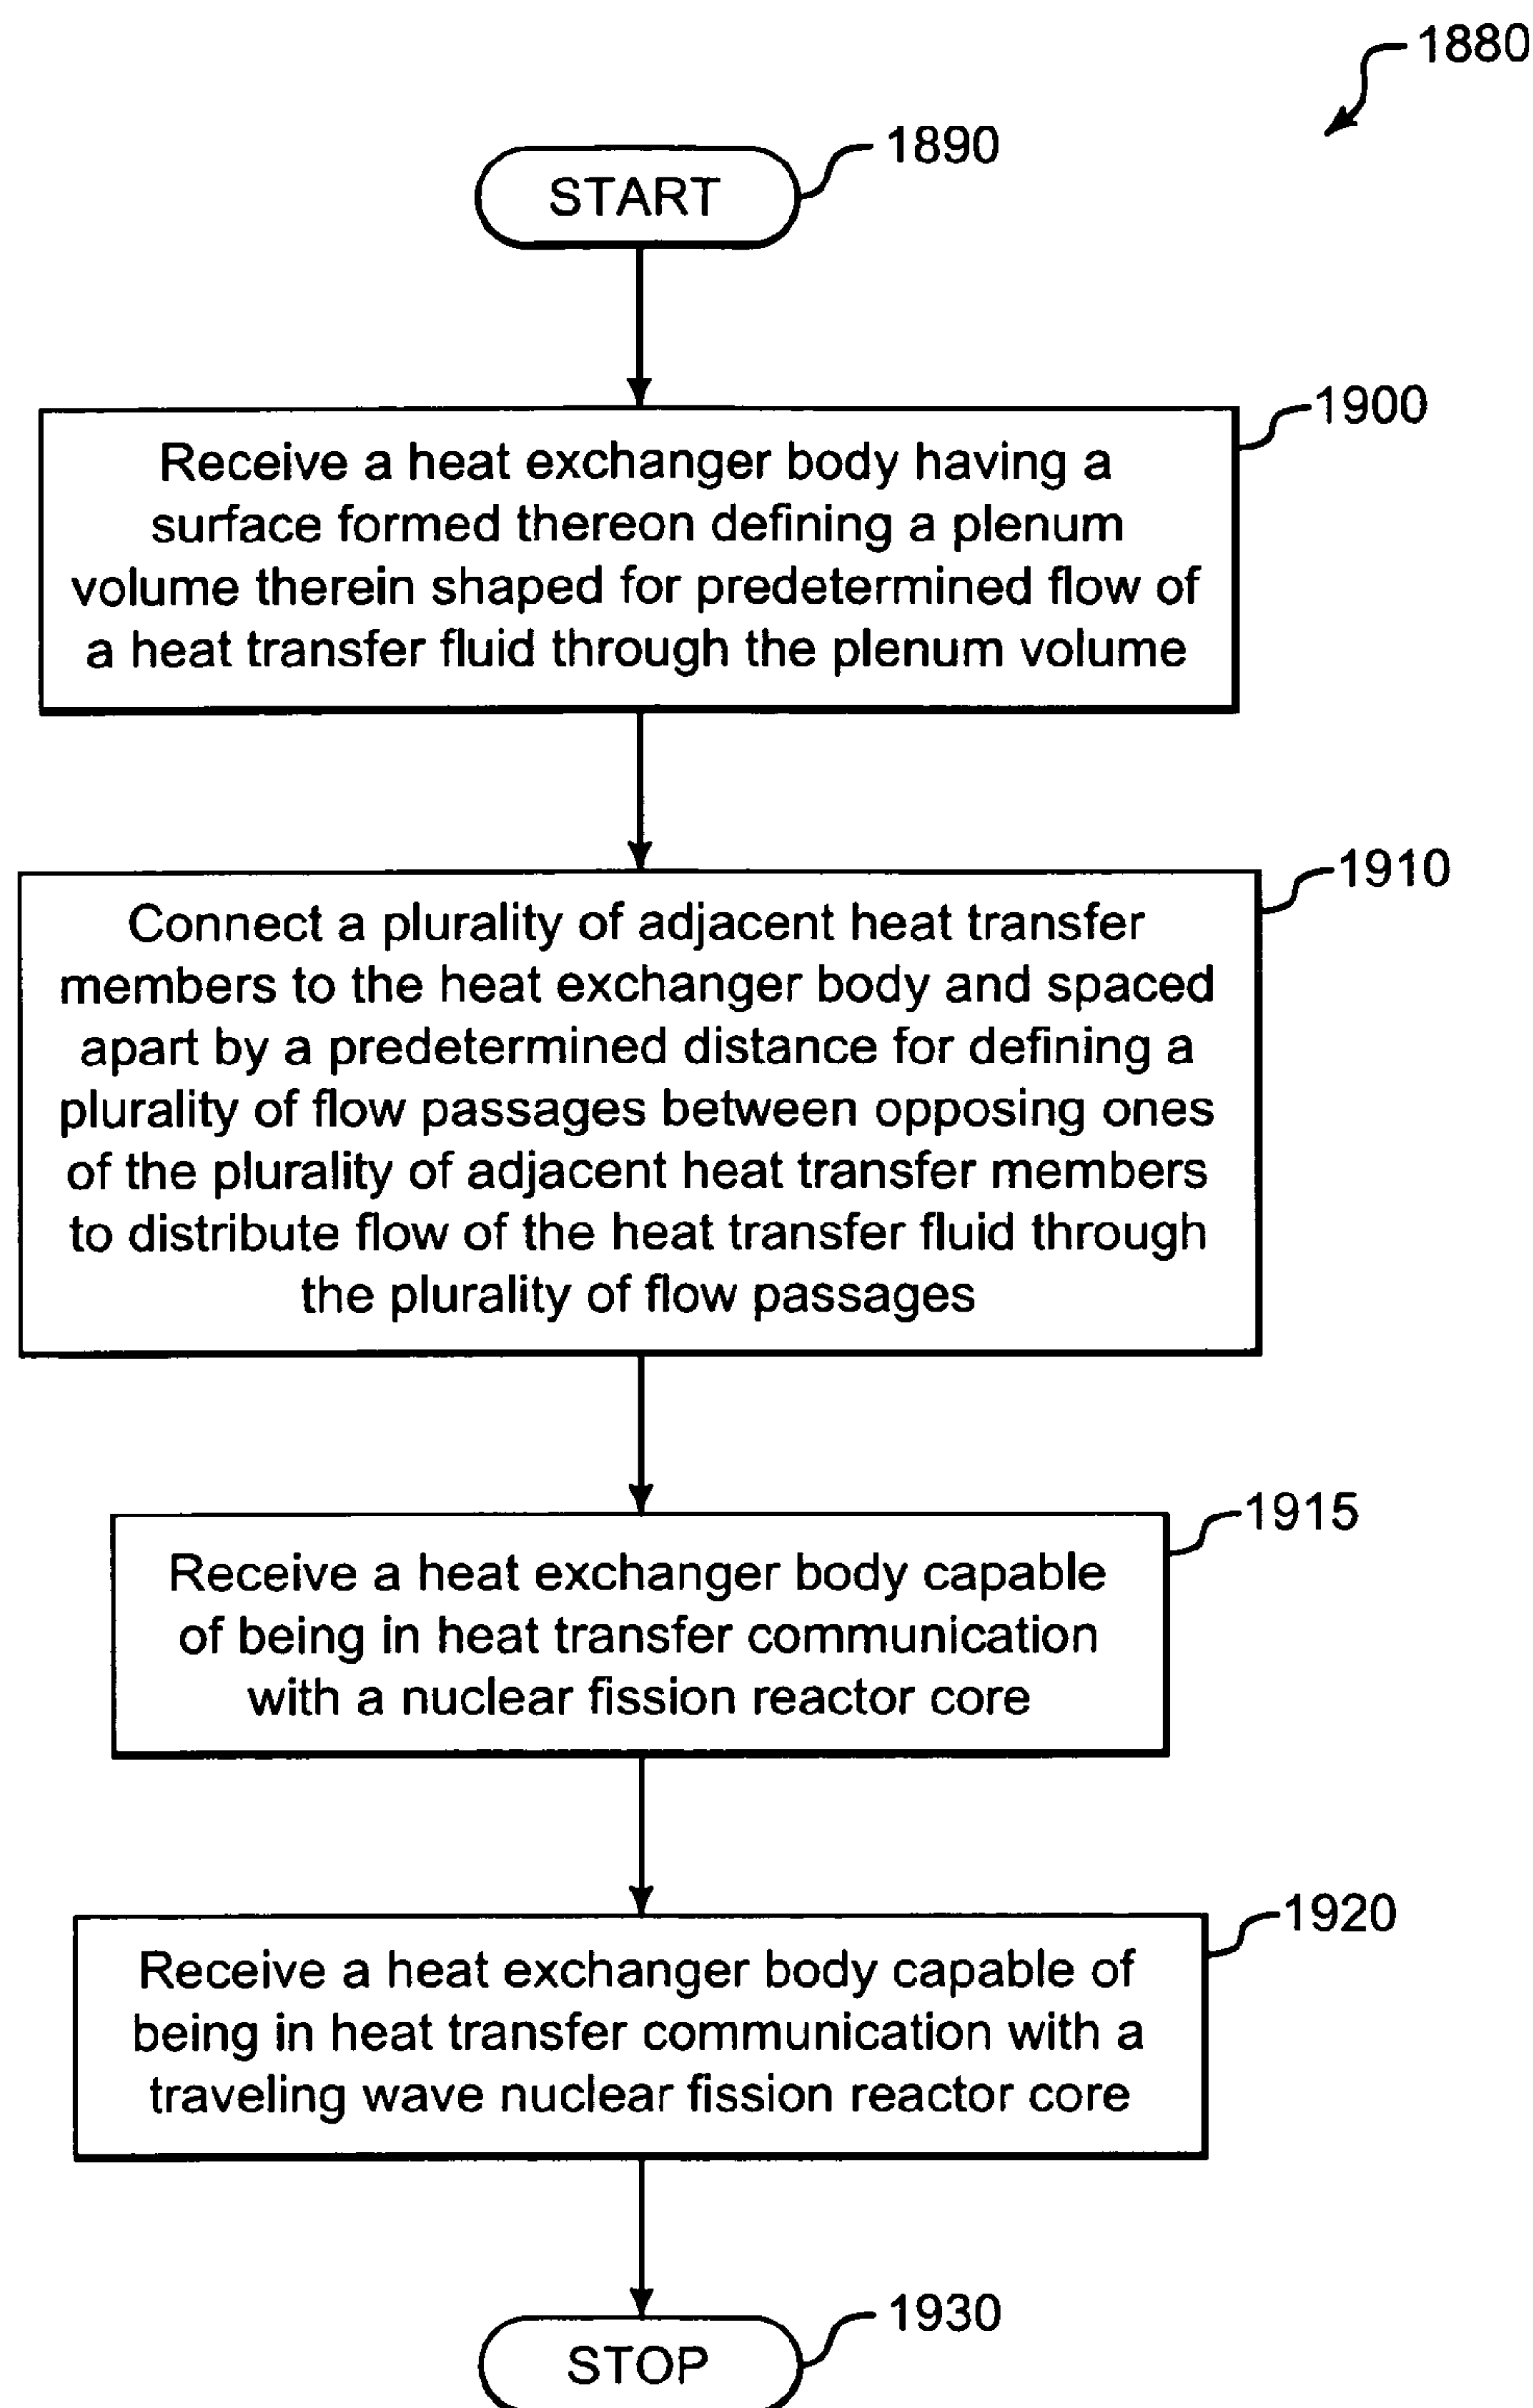 1880
1890
START
1900
Receive a heat exchanger body having a
surface formed thereon defining a plenum
volume therein shaped for predetermined flow of
a heat transfer fluid through the plenum volume
1910
Connect a plurality of adjacent heat transfer
members to the heat exchanger body and spaced
apart by a predetermined distance for defining a
plurality of flow passages between opposing ones
of the plurality of adjacent heat transfer members
to distribute flow of the heat transfer fluid through
the plurality of flow passages
1915
Receive a heat exchanger body capable
of being in heat transfer communication
with a nuclear fission reactor core
1920
Receive a heat exchanger body capable of
being in heat transfer communication with a
traveling wave nuclear fission reactor core
1930
STOP